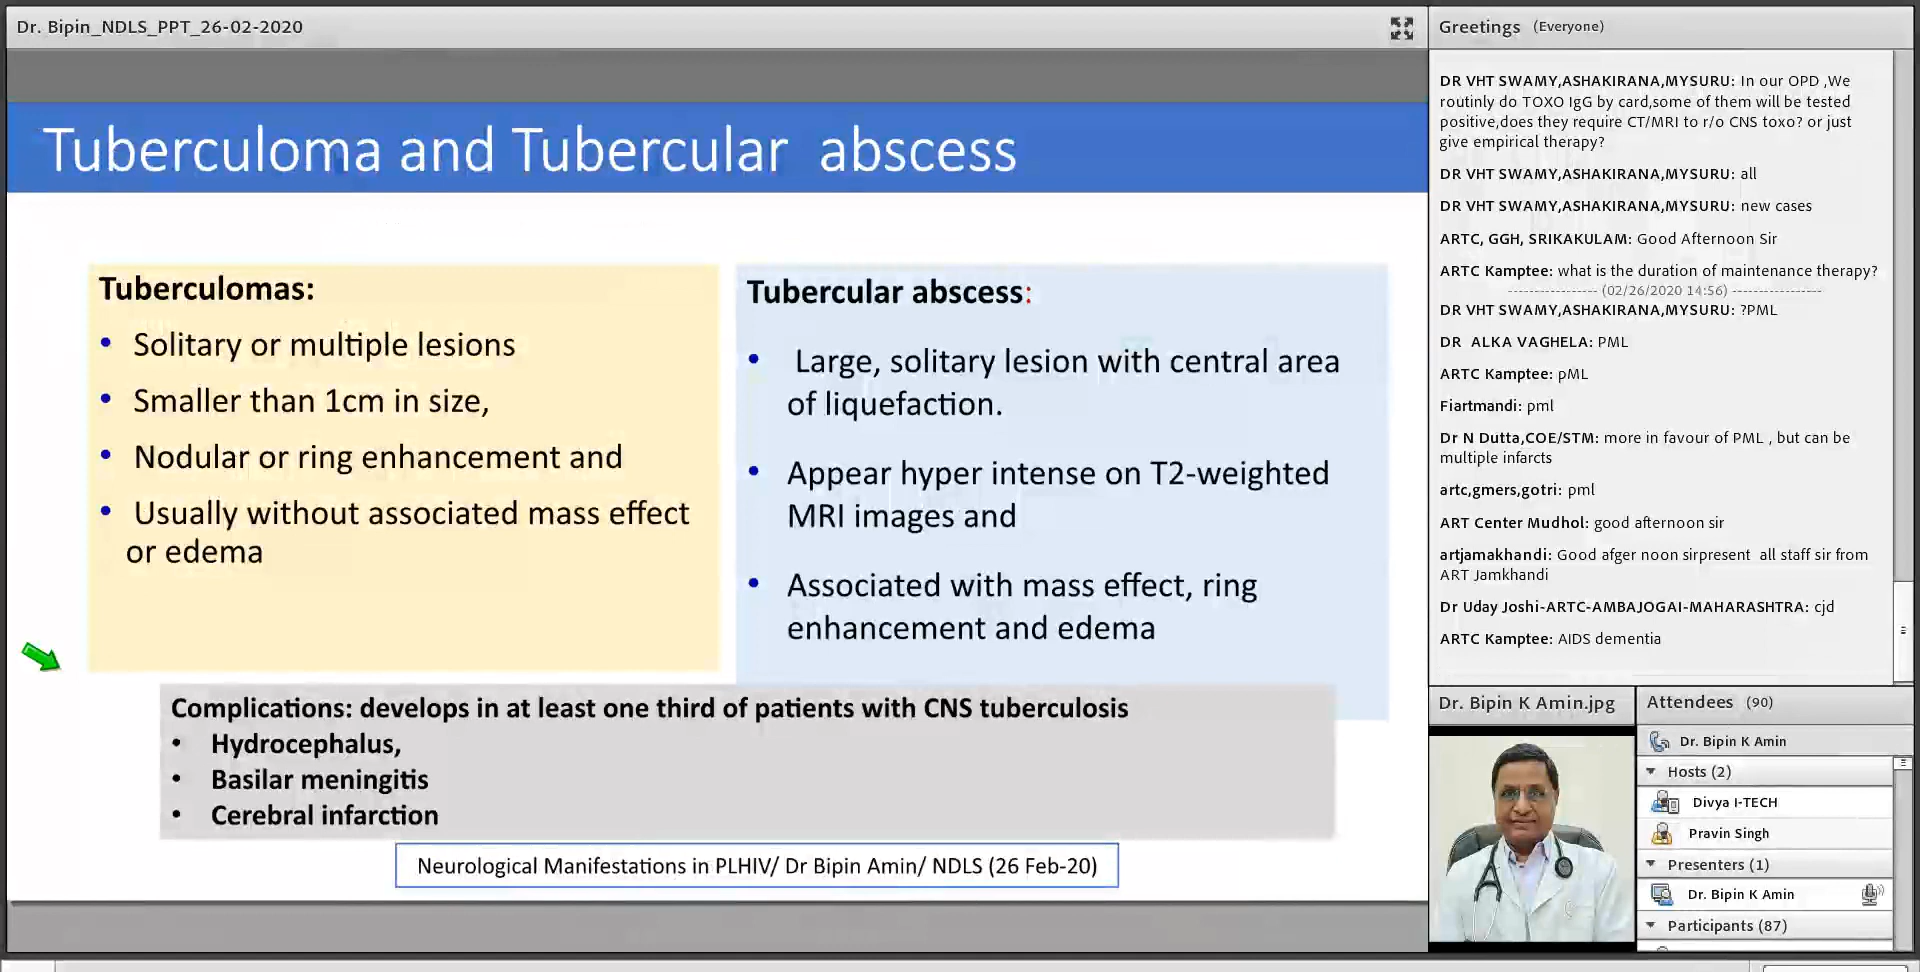 Dr. Bipin_NDLS_PPT_26-02-2020
Tuberculoma and Tubercular abscess
Tuberculomas:
• Solitary or multiple lesions
• Smaller than 1cm in size,
• Nodular or ring enhancement and
• Usually without associated mass effect
or edema
Tubercular abscess:
• Large, solitary lesion with central area
of liquefaction.
• Appear hyper intense on T2-weighted
MRI images and
• Associated with mass effect, ring
enhancement and edema
Complications: develops in at least one third of patients with CNS tuberculosis
• Hydrocephalus,
• Basilar meningitis
• Cerebral infarction
Neurological Manifestations in PLHIV/ Dr Bipin Amin/ NDLS (26 Feb-20)
Greetings (Everyone)
DR VHT SWAMY,ASHAKIRANA,MYSURU: In our OPD ,We
routinly do TOXO IgG by card,some of them will be tested
positive,does they require CT/MRI to r/o CNS toxo? or just
give empirical therapy?
DR VHT SWAMY,ASHAKIRANA,MYSURU: all
DR VHT SWAMY,ASHAKIRANA,MYSURU: new cases
ARTC, GGH, SRIKAKULAM: Good Afternoon Sir
ARTC Kamptee: what is the duration of maintenance therapy?
---------------- (02/26/2020 14:56) -----------------
DR VHT SWAMY,ASHAKIRANA,MYSURU: ?PML
DR ALKA VAGHELA: PML
ARTC Kamptee: pML
Fiartmandi: pml
Dr N Dutta,COE/STM: more in favour of PML , but can be
multiple infarcts
artc,gmers,gotri: pml
ART Center Mudhol: good afternoon sir
artjamakhandi: Good afger noon sirpresent all staff sir from
ART Jamkhandi
Dr Uday Joshi-ARTC-AMBAJOGAI-MAHARASHTRA: cjd
ARTC Kamptee: AIDS dementia
Dr. Bipin K Amin.jpg
Attendees (90)
Dr. Bipin K Amin
Hosts (2)
Divya I-TECH
Pravin Singh
Presenters (1)
Dr. Bipin K Amin
Participants (87)